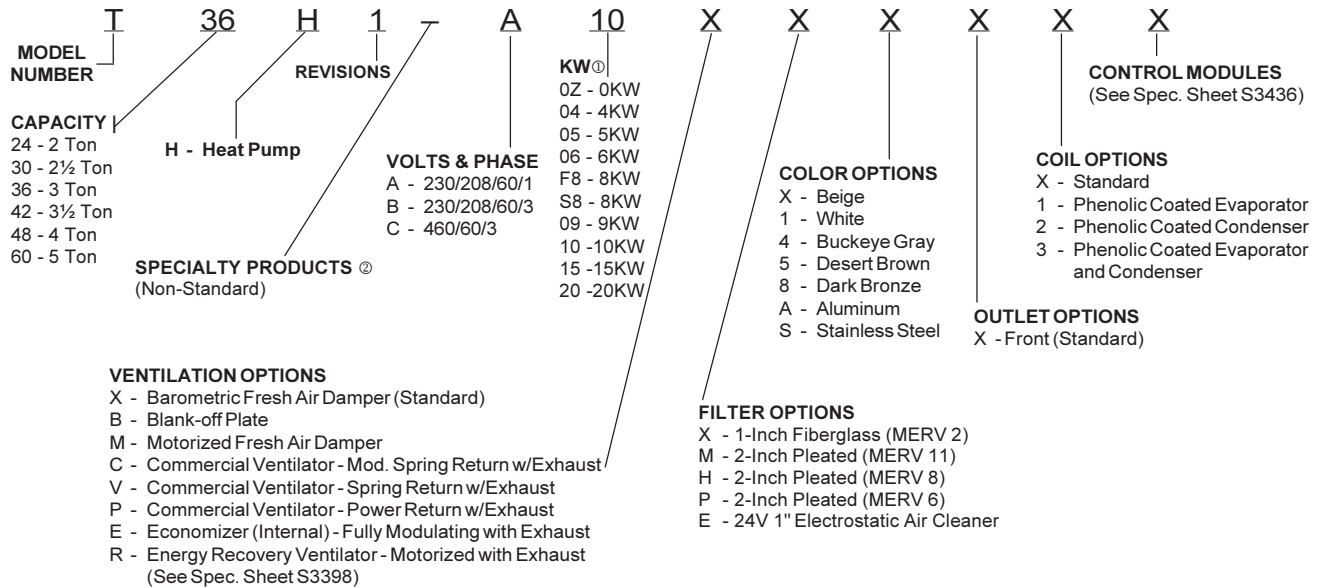 T 36 H 1 – A 10 X X X X X X
MODEL
NUMBER
REVISIONS
KW①
0Z - 0KW
04 - 4KW
05 - 5KW
06 - 6KW
F8 - 8KW
S8 - 8KW
09 - 9KW
10 -10KW
15 -15KW
20 -20KW
CONTROL MODULES
(See Spec. Sheet S3436)
CAPACITY
24 - 2 Ton
30 - 2½ Ton
36 - 3 Ton
42 - 3½ Ton
48 - 4 Ton
60 - 5 Ton
H - Heat Pump
VOLTS & PHASE
A - 230/208/60/1
B - 230/208/60/3
C - 460/60/3
SPECIALTY PRODUCTS ②
(Non-Standard)
COLOR OPTIONS
X - Beige
1 - White
4 - Buckeye Gray
5 - Desert Brown
8 - Dark Bronze
A - Aluminum
S - Stainless Steel
COIL OPTIONS
X - Standard
1 - Phenolic Coated Evaporator
2 - Phenolic Coated Condenser
3 - Phenolic Coated Evaporator
and Condenser
OUTLET OPTIONS
X - Front (Standard)
VENTILATION OPTIONS
X - Barometric Fresh Air Damper (Standard)
B - Blank-off Plate
M - Motorized Fresh Air Damper
C - Commercial Ventilator - Mod. Spring Return w/Exhaust
V - Commercial Ventilator - Spring Return w/Exhaust
P - Commercial Ventilator - Power Return w/Exhaust
E - Economizer (Internal) - Fully Modulating with Exhaust
R - Energy Recovery Ventilator - Motorized with Exhaust
(See Spec. Sheet S3398)
FILTER OPTIONS
X - 1-Inch Fiberglass (MERV 2)
M - 2-Inch Pleated (MERV 11)
H - 2-Inch Pleated (MERV 8)
P - 2-Inch Pleated (MERV 6)
E - 24V 1" Electrostatic Air Cleaner